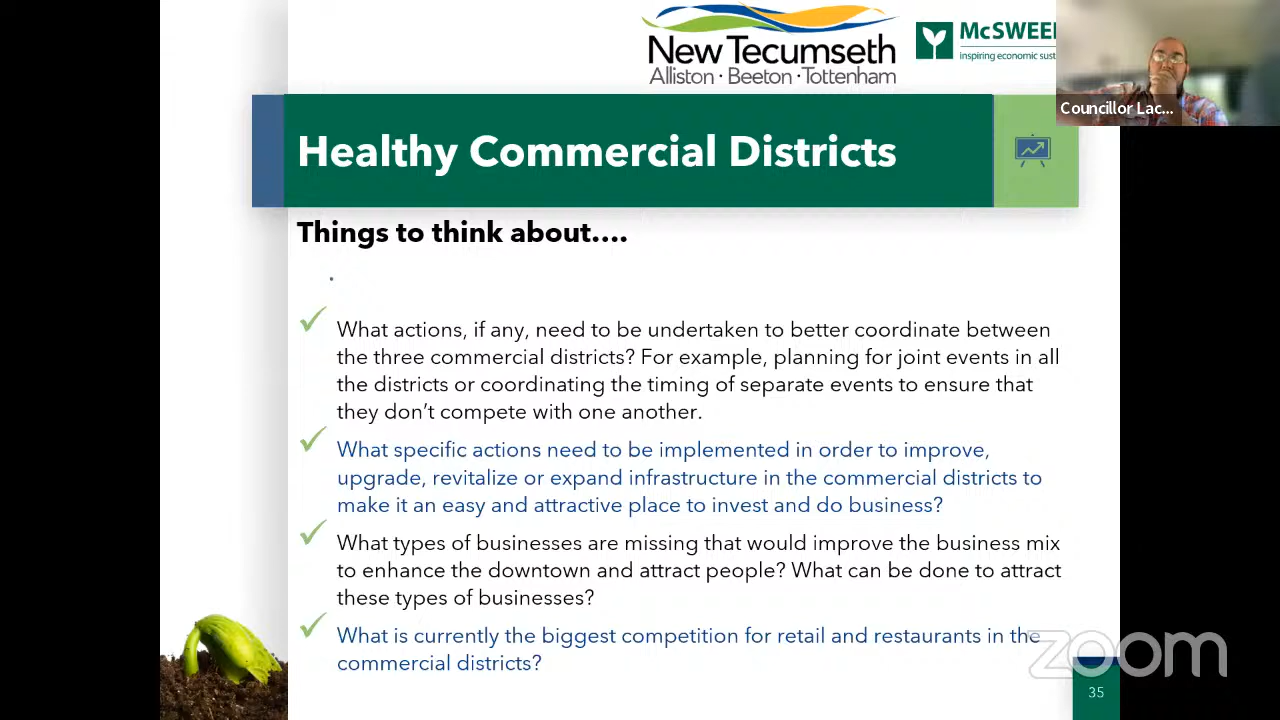 New Tecumseth
Alliston · Beeton · Tottenham
McSWEE
inspiring economic sust
Councillor Lac...
Healthy Commercial Districts
Things to think about....
What actions, if any, need to be undertaken to better coordinate between
the three commercial districts? For example, planning for joint events in all
the districts or coordinating the timing of separate events to ensure that
they don't compete with one another.
What specific actions need to be implemented in order to improve,
upgrade, revitalize or expand infrastructure in the commercial districts to
make it an easy and attractive place to invest and do business?
What types of businesses are missing that would improve the business mix
to enhance the downtown and attract people? What can be done to attract
these types of businesses?
What is currently the biggest competition for retail and restaurants in the
commercial districts?
zoom
35